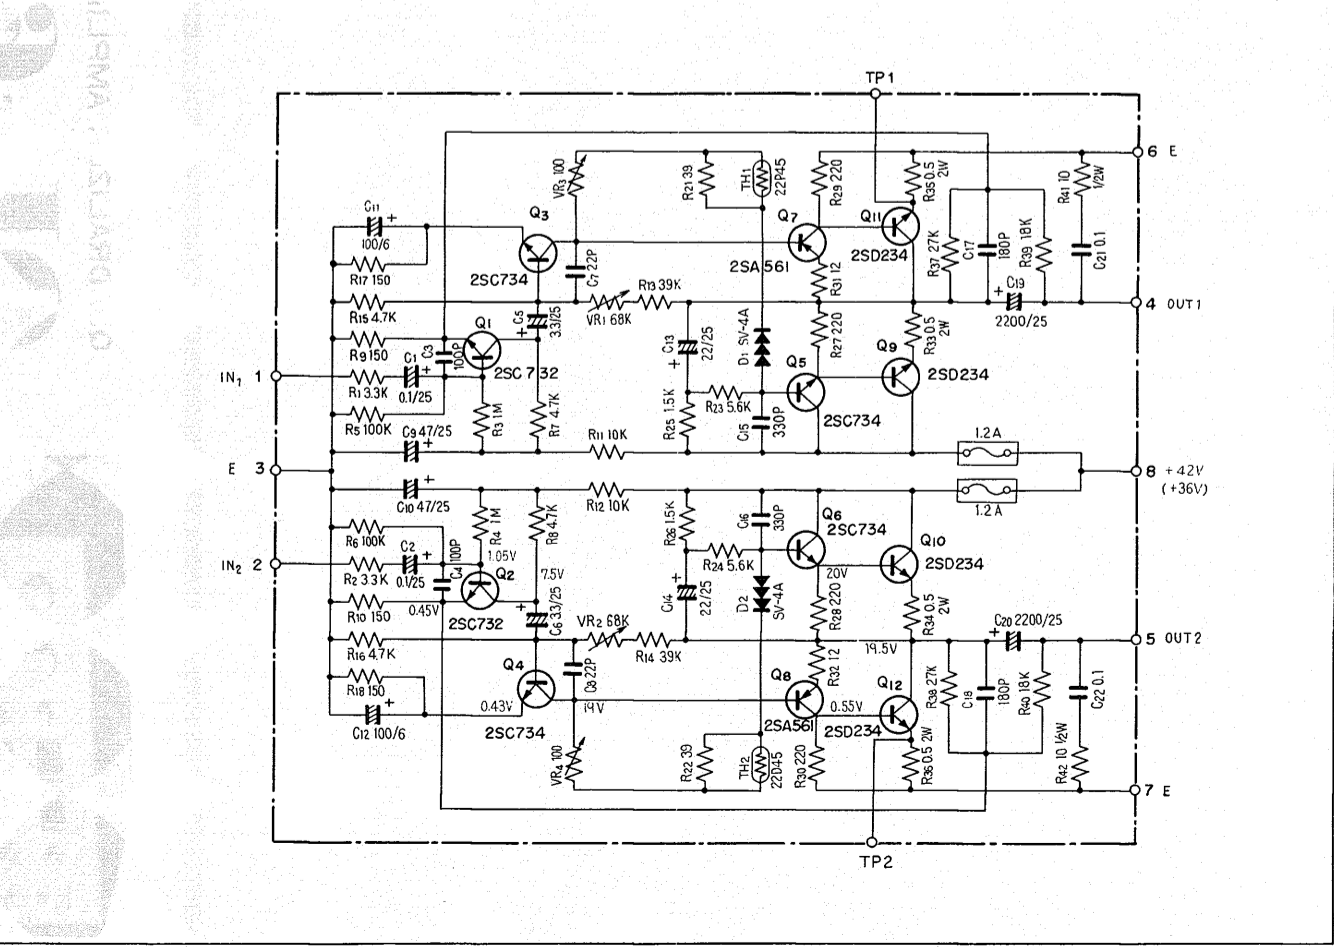 TP1
6 E
C11
100/6
R17 150
R15 4.7K
R9 150
Q3
2SC734
VR3 100
C7 22P
R21 39
TH1
22P45
Q7
2SA561
R29 220
Q11
2SD234
R35 0.5
2W
R41 10
1/2W
R37 27K
C17
180P
R39 18K
C21 0.1
R31 12
R13 39K
VR1 68K
C19
2200/25
4 OUT1
Q1
2SC732
C5
3.3/25
C3
100P
C1
0.1/25
IN1 1
R1 3.3K
R5 100K
R3 1M
R7 4.7K
C13
22/25
D1 SV-4A
R27 220
R33 0.5
2W
Q9
2SD234
Q5
2SC734
R23 5.6K
R25 1.5K
C15
330P
C9 47/25
R11 10K
1.2A
E 3
8 +42V
(+36V)
C10 47/25
R12 10K
1.2A
R6 100K
C2
0.1/25
IN2 2
R2 3.3K
R10 150
C4 100P
0.45V
R4 1M
1.05V
Q2
2SC732
R8 4.7K
7.5V
C6 3.3/25
R26 1.5K
C16
330P
Q6
2SC734
R24 5.6K
20V
Q10
2SD234
C14
22/25
D2
SV-4A
R28 220
R34 0.5
2W
VR2 68K
R14 39K
19.5V
C20 2200/25
5 OUT2
R16 4.7K
R18 150
C12 100/6
Q4
0.43V
2SC734
C8 22P
19V
VR4 100
R32 12
Q8
2SA561
0.55V
Q12
2SD234
R38 27K
C18
180P
R40 18K
C22 0.1
R22 39
TH2
22D45
R30 220
R36 0.5 2W
R42 10 1/2W
7 E
TP2